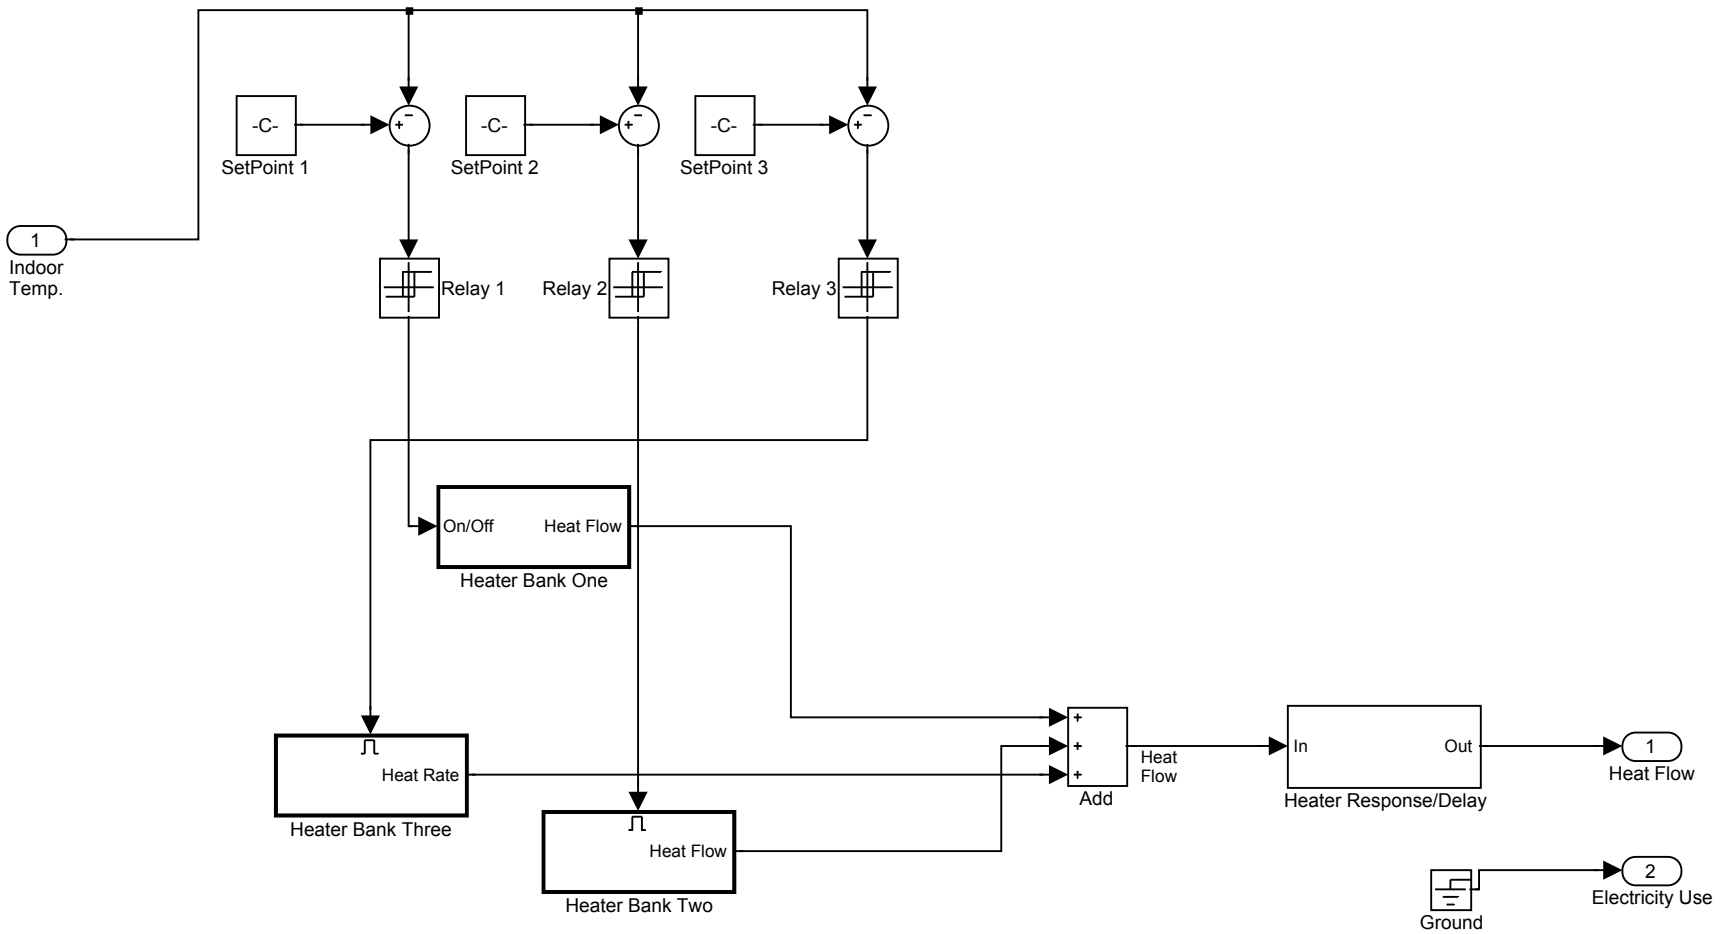 -C-
-C-
-C-
+
-
+
-
+
-
SetPoint 1
SetPoint 2
SetPoint 3
1
Indoor
Temp.
Relay 1
Relay 2
Relay 3
On/Off
Heat Flow
Heater Bank One
Heat Rate
Heater Bank Three
Heat Flow
Heater Bank Two
+
+
+
Add
Heat
Flow
In
Out
Heater Response/Delay
1
Heat Flow
Ground
2
Electricity Use